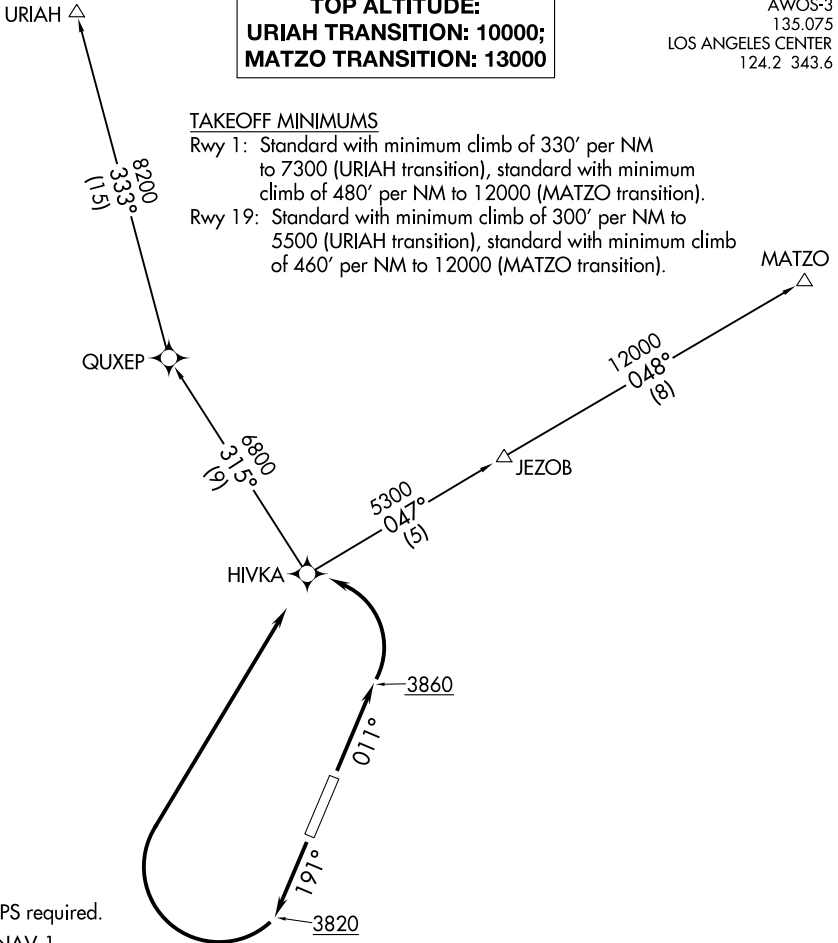 TOP ALTITUDE:
URIAH TRANSITION: 10000;
MATZO TRANSITION: 13000
AWOS-3
135.075
LOS ANGELES CENTER
124.2 343.6
URIAH
TAKEOFF MINIMUMS
Rwy 1: Standard with minimum climb of 330' per NM
to 7300 (URIAH transition), standard with minimum
climb of 480' per NM to 12000 (MATZO transition).
Rwy 19: Standard with minimum climb of 300' per NM to
5500 (URIAH transition), standard with minimum climb
of 460' per NM to 12000 (MATZO transition).
8200
333°
(15)
MATZO
QUXEP
12000
048°
(8)
6800
315°
(9)
JEZOB
5300
047°
(5)
HIVKA
3860
011°
191°
3820
PS required.
NAV 1